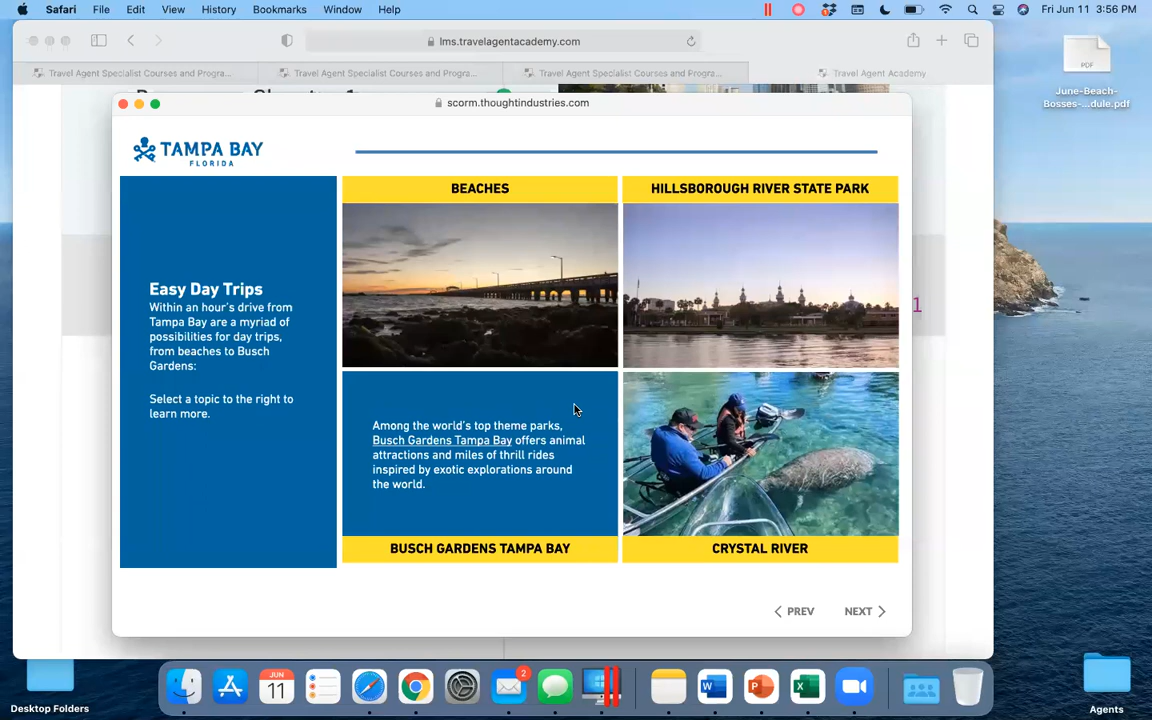 Safari File Edit View History Bookmarks Window Help
Fri Jun 11 3:56 PM
lms.travelagentacademy.com
Travel Agent Specialist Courses and Progra...
Travel Agent Specialist Courses and Progra...
Travel Agent Specialist Courses and Progra...
Travel Agent Academy
scorm.thoughtindustries.com
TAMPA BAY
FLORIDA
Easy Day Trips
Within an hour's drive from
Tampa Bay are a myriad of
possibilities for day trips,
from beaches to Busch
Gardens:
Select a topic to the right to
learn more.
BEACHES
HILLSBOROUGH RIVER STATE PARK
Among the world's top theme parks,
Busch Gardens Tampa Bay offers animal
attractions and miles of thrill rides
inspired by exotic explorations around
the world.
BUSCH GARDENS TAMPA BAY
CRYSTAL RIVER
PREV
NEXT
1
PDF
June-Beach-
Bosses-...dule.pdf
Desktop Folders
Agents
JUN
11
2
W
P
X